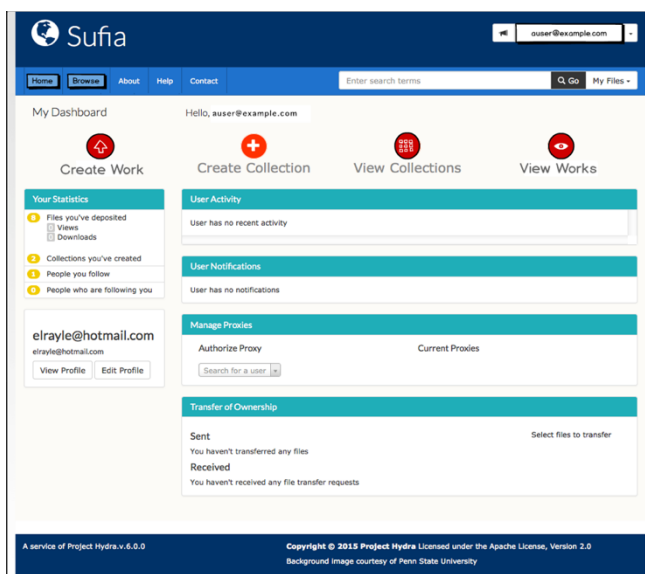 Sufia
auser@example.com
Home Browse About Help Contact
Enter search terms
Go My Files
My Dashboard
Hello, auser@example.com
Create Work
Create Collection
View Collections
View Works
Your Statistics
Files you've deposited
0 Views
0 Downloads
2 Collections you've created
1 People you follow
0 People who are following you
elrayle@hotmail.com
elrayle@hotmail.com
View Profile Edit Profile
User Activity
User has no recent activity
User Notifications
User has no notifications
Manage Proxies
Authorize Proxy Current Proxies
Search for a user
Transfer of Ownership
Sent Select files to transfer
You haven't transferred any files
Received
You haven't received any file transfer requests
A service of Project Hydra.v.6.0.0
Copyright © 2015 Project Hydra Licensed under the Apache License, Version 2.0
Background image courtesy of Penn State University